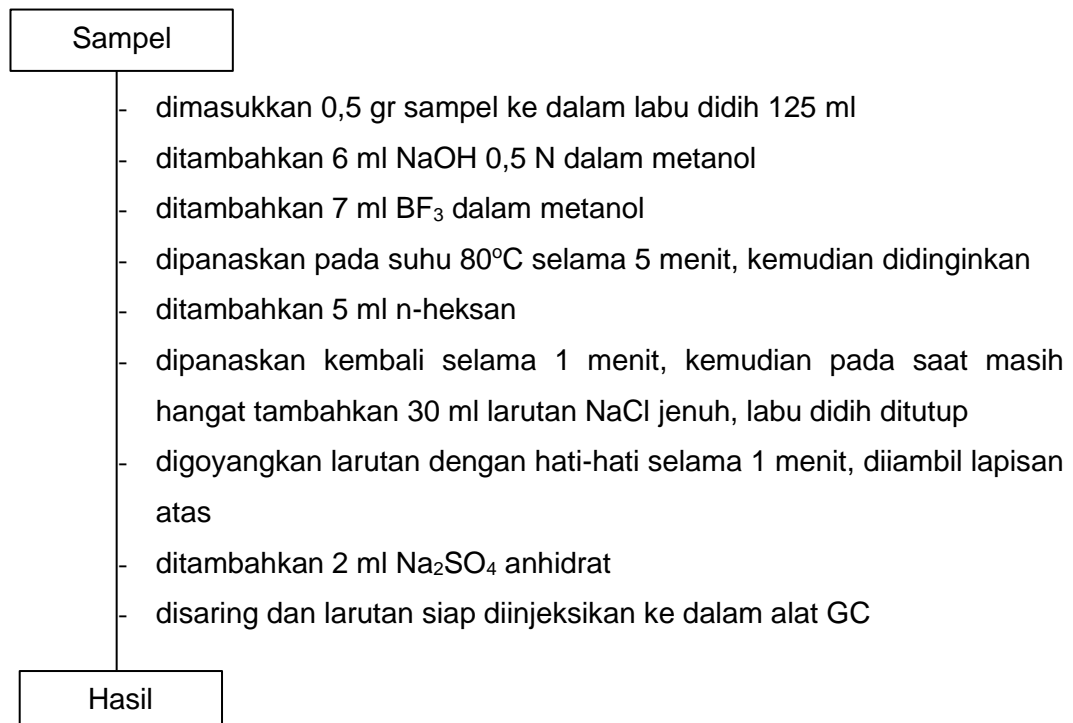 Sampel
- dimasukkan 0,5 gr sampel ke dalam labu didih 125 ml
- ditambahkan 6 ml NaOH 0,5 N dalam metanol
- ditambahkan 7 ml BF₃ dalam metanol
- dipanaskan pada suhu 80ᵒC selama 5 menit, kemudian didinginkan
- ditambahkan 5 ml n-heksan
- dipanaskan kembali selama 1 menit, kemudian pada saat masih
hangat tambahkan 30 ml larutan NaCl jenuh, labu didih ditutup
- digoyangkan larutan dengan hati-hati selama 1 menit, diiambil lapisan
atas
- ditambahkan 2 ml Na₂SO₄ anhidrat
- disaring dan larutan siap diinjeksikan ke dalam alat GC
Hasil